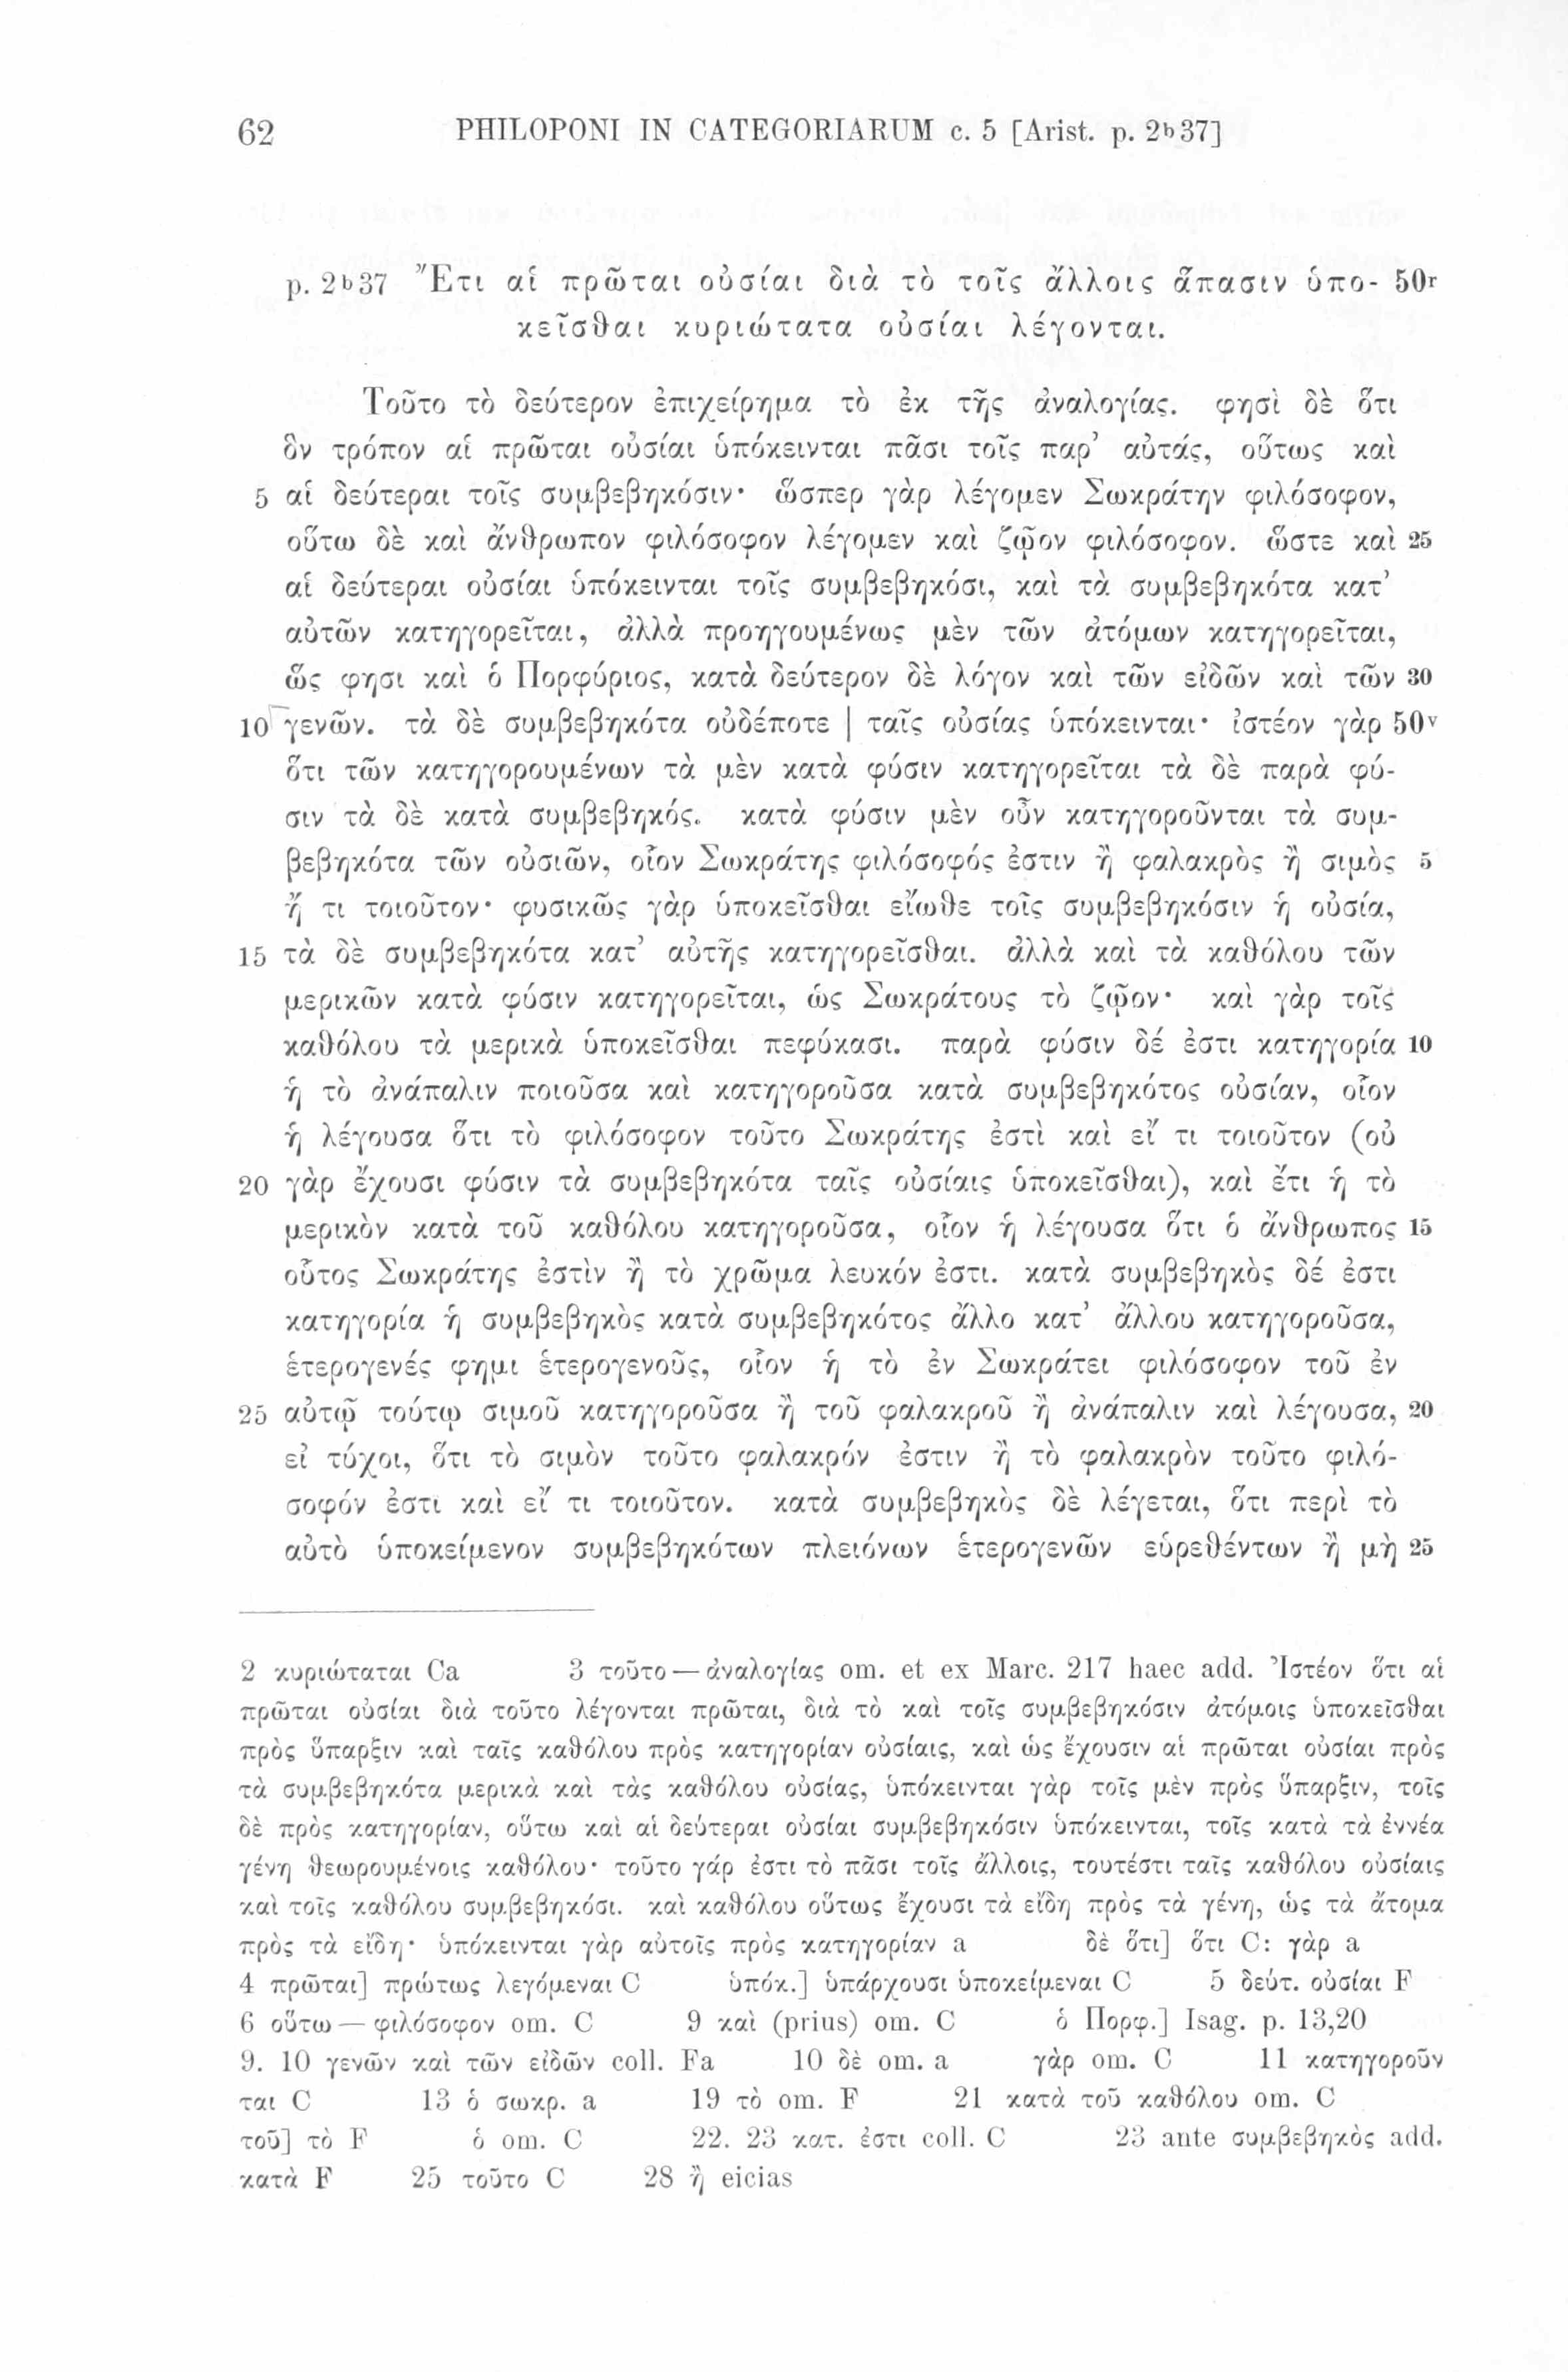 62 PHILOPONI IN CATEGORIARUM c. 5 [Arist. p. 2b37]
p. 2b37 Ἔτι αἱ πρῶται οὐσίαι διὰ τὸ τοῖς ἄλλοις ἅπασιν ὑπο- 50r
κεῖσθαι κυριώτατα οὐσίαι λέγονται.
Τοῦτο τὸ δεύτερον ἐπιχείρημα τὸ ἐκ τῆς ἀναλογίας. φησὶ δὲ ὅτι
ὃν τρόπον αἱ πρῶται οὐσίαι ὑπόκεινται πᾶσι τοῖς παρ’ αὐτάς, οὕτως καὶ
5 αἱ δεύτεραι τοῖς συμβεβηκόσιν· ὥσπερ γὰρ λέγομεν Σωκράτην φιλόσοφον,
οὕτω δὲ καὶ ἄνθρωπον φιλόσοφον λέγομεν καὶ ζῷον φιλόσοφον. ὥστε καὶ 25
αἱ δεύτεραι οὐσίαι ὑπόκεινται τοῖς συμβεβηκόσι, καὶ τὰ συμβεβηκότα κατ’
αὐτῶν κατηγορεῖται, ἀλλὰ προηγουμένως μὲν τῶν ἀτόμων κατηγορεῖται,
ὥς φησι καὶ ὁ Πορφύριος, κατὰ δεύτερον δὲ λόγον καὶ τῶν εἰδῶν καὶ τῶν 30
10 γενῶν. τὰ δὲ συμβεβηκότα οὐδέποτε | ταῖς οὐσίας ὑπόκεινται· ἰστέον γὰρ 50v
ὅτι τῶν κατηγορουμένων τὰ μὲν κατὰ φύσιν κατηγορεῖται τὰ δὲ παρὰ φύ-
σιν τὰ δὲ κατὰ συμβεβηκός. κατὰ φύσιν μὲν οὖν κατηγοροῦνται τὰ συμ-
βεβηκότα τῶν οὐσιῶν, οἷον Σωκράτης φιλόσοφός ἐστιν ἢ φαλακρὸς ἢ σιμὸς 5
ἤ τι τοιοῦτον· φυσικῶς γὰρ ὑποκεῖσθαι εἴωθε τοῖς συμβεβηκόσιν ἡ οὐσία,
15 τὰ δὲ συμβεβηκότα κατ’ αὐτῆς κατηγορεῖσθαι. ἀλλὰ καὶ τὰ καθόλου τῶν
μερικῶν κατὰ φύσιν κατηγορεῖται, ὡς Σωκράτους τὸ ζῷον· καὶ γὰρ τοῖς
καθόλου τὰ μερικὰ ὑποκεῖσθαι πεφύκασι. παρὰ φύσιν δέ ἐστι κατηγορία 10
ἡ τὸ ἀνάπαλιν ποιοῦσα καὶ κατηγοροῦσα κατὰ συμβεβηκότος οὐσίαν, οἷον
ἡ λέγουσα ὅτι τὸ φιλόσοφον τοῦτο Σωκράτης ἐστὶ καὶ εἴ τι τοιοῦτον (οὐ
20 γὰρ ἔχουσι φύσιν τὰ συμβεβηκότα ταῖς οὐσίαις ὑποκεῖσθαι), καὶ ἔτι ἡ τὸ
μερικὸν κατὰ τοῦ καθόλου κατηγοροῦσα, οἷον ἡ λέγουσα ὅτι ὁ ἄνθρωπος 15
οὗτος Σωκράτης ἐστὶν ἢ τὸ χρῶμα λευκόν ἐστι. κατὰ συμβεβηκὸς δέ ἐστι
κατηγορία ἡ συμβεβηκὸς κατὰ συμβεβηκότος ἄλλο κατ’ ἄλλου κατηγοροῦσα,
ἑτερογενές φημι ἑτερογενοῦς, οἷον ἡ τὸ ἐν Σωκράτει φιλόσοφον τοῦ ἐν
25 αὐτῷ τούτῳ σιμοῦ κατηγοροῦσα ἢ τοῦ φαλακροῦ ἢ ἀνάπαλιν καὶ λέγουσα, 20
εἰ τύχοι, ὅτι τὸ σιμὸν τοῦτο φαλακρόν ἐστιν ἢ τὸ φαλακρὸν τοῦτο φιλό-
σοφόν ἐστι καὶ εἴ τι τοιοῦτον. κατὰ συμβεβηκὸς δὲ λέγεται, ὅτι περὶ τὸ
αὐτὸ ὑποκείμενον συμβεβηκότων πλειόνων ἑτερογενῶν εὑρεθέντων ἢ μὴ 25
2 κυριώταται Ca 3 τοῦτο — ἀναλογίας om. et ex Marc. 217 haec add. Ἰστέον ὅτι αἱ
πρῶται οὐσίαι διὰ τοῦτο λέγονται πρῶται, διὰ τὸ καὶ τοῖς συμβεβηκόσιν ἀτόμοις ὑποκεῖσθαι
πρὸς ὕπαρξιν καὶ ταῖς καθόλου πρὸς κατηγορίαν οὐσίαις, καὶ ὡς ἔχουσιν αἱ πρῶται οὐσίαι πρὸς
τὰ συμβεβηκότα μερικὰ καὶ τὰς καθόλου οὐσίας, ὑπόκεινται γὰρ τοῖς μὲν πρὸς ὕπαρξιν, τοῖς
δὲ πρὸς κατηγορίαν, οὕτω καὶ αἱ δεύτεραι οὐσίαι συμβεβηκόσιν ὑπόκεινται, τοῖς κατὰ τὰ ἐννέα
γένη θεωρουμένοις καθόλου· τοῦτο γάρ ἐστι τὸ πᾶσι τοῖς ἄλλοις, τουτέστι ταῖς καθόλου οὐσίαις
καὶ τοῖς καθόλου συμβεβηκόσι. καὶ καθόλου οὕτως ἔχουσι τὰ εἴδη πρὸς τὰ γένη, ὡς τὰ ἄτομα
πρὸς τὰ εἴδη· ὑπόκεινται γὰρ αὐτοῖς πρὸς κατηγορίαν a δὲ ὅτι] ὅτι C: γὰρ a
4 πρῶται] πρώτως λεγόμεναι C ὑπόκ.] ὑπάρχουσι ὑποκείμεναι C 5 δεύτ. οὐσίαι F
6 οὕτω — φιλόσοφον om. C 9 καὶ (prius) om. C ὁ Πορφ.] Isag. p. 13,20
9. 10 γενῶν καὶ τῶν εἰδῶν coll. Fa 10 δὲ om. a γὰρ om. C 11 κατηγοροῦν
ται C 13 ὁ σωκρ. a 19 τὸ om. F 21 κατὰ τοῦ καθόλου om. C
τοῦ] τὸ F ὁ om. C 22. 23 κατ. ἐστι coll. C 23 ante συμβεβηκὸς add.
κατὰ F 25 τοῦτο C 28 ἢ eicias